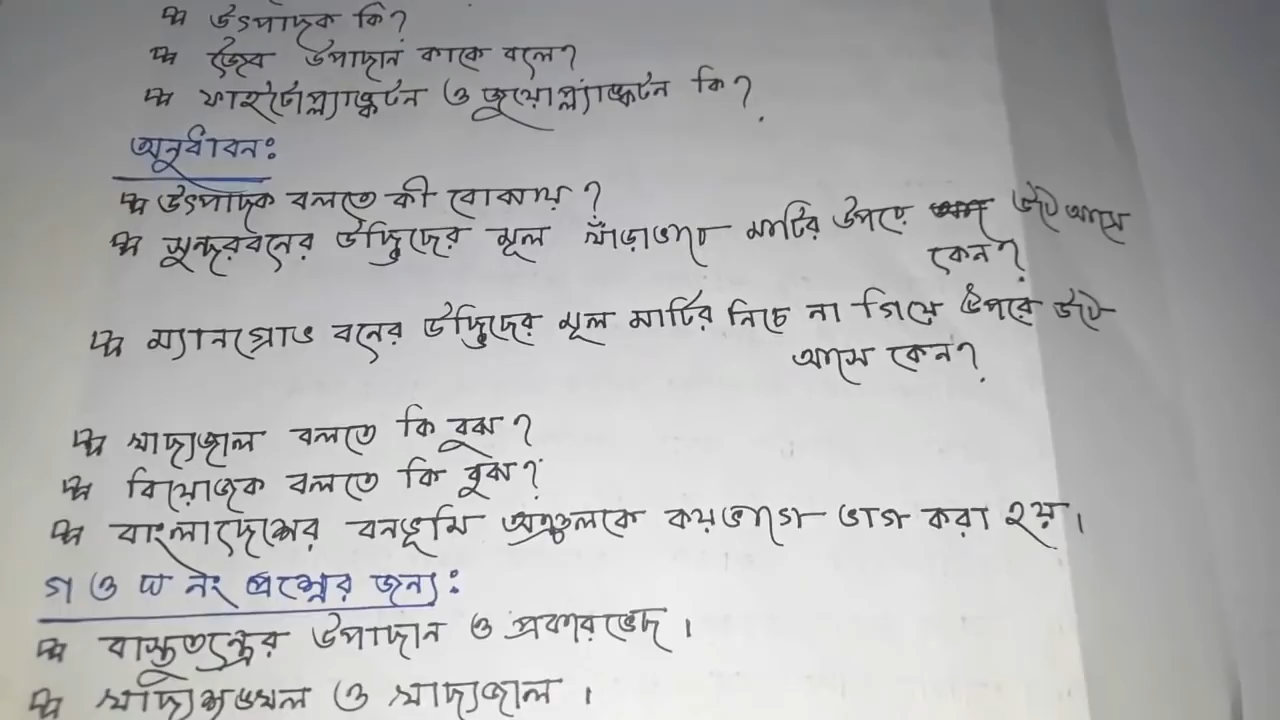 ※ উৎপাদক কি?
※ জৈব উপাদান কাকে বলে?
※ ফাইটোপ্ল্যাঙ্কটন ও জুয়োপ্ল্যাঙ্কটন কি?
অনুধাবনঃ
※ উৎপাদক বলতে কী বোঝায়?
※ সুন্দরবনের উদ্ভিদের মূল খাঁড়াভাবে মাটির উপরে উঠে আসে
কেন?
※ ম্যানগ্রোভ বনের উদ্ভিদের মূল মাটির নিচে না গিয়ে উপরে উঠে
আসে কেন?
※ খাদ্যজাল বলতে কি বুঝ?
※ বিয়োজক বলতে কি বুঝ?
※ বাংলাদেশের বনভূমি অঞ্চলকে কয়ভাগে ভাগ করা হয়।
গ ও ঘ নং প্রশ্নের জন্যঃ
※ বাস্তুতন্ত্রের উপাদান ও প্রকারভেদ।
※ খাদ্যশৃঙ্খল ও খাদ্যজাল।